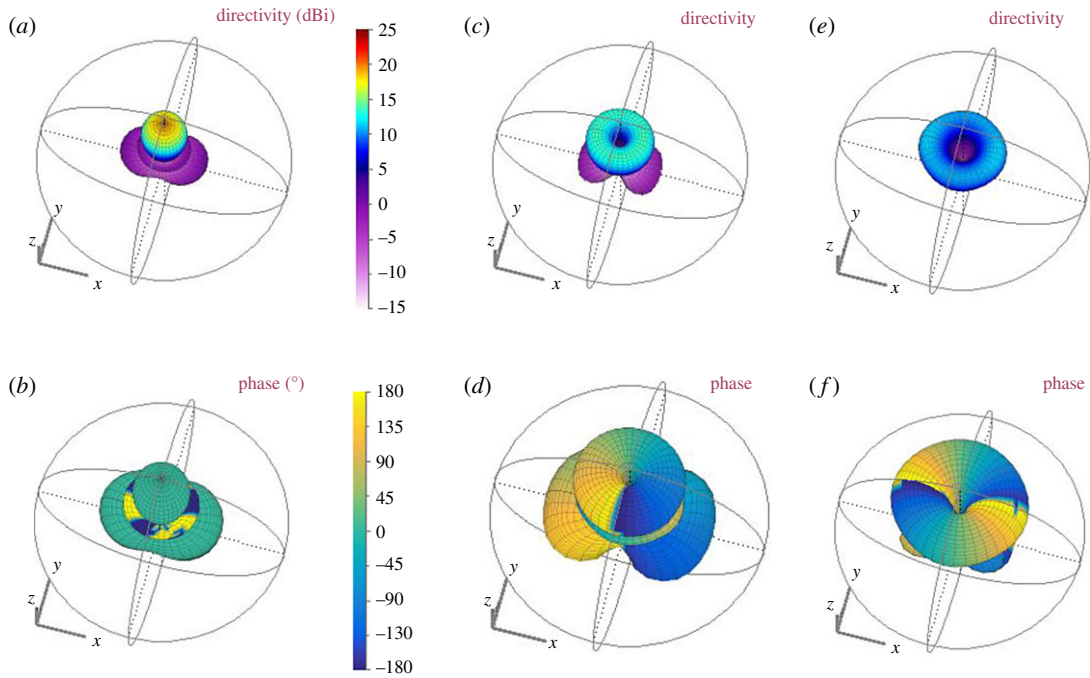 (a) directivity (dBi)
25
20
15
10
5
0
−5
−10
−15
y
z
x
(c) directivity
y
z
x
(e) directivity
y
z
x
(b) phase (°)
180
135
90
45
0
−45
−90
−130
−180
y
z
x
(d) phase
y
z
x
(f) phase
y
z
x